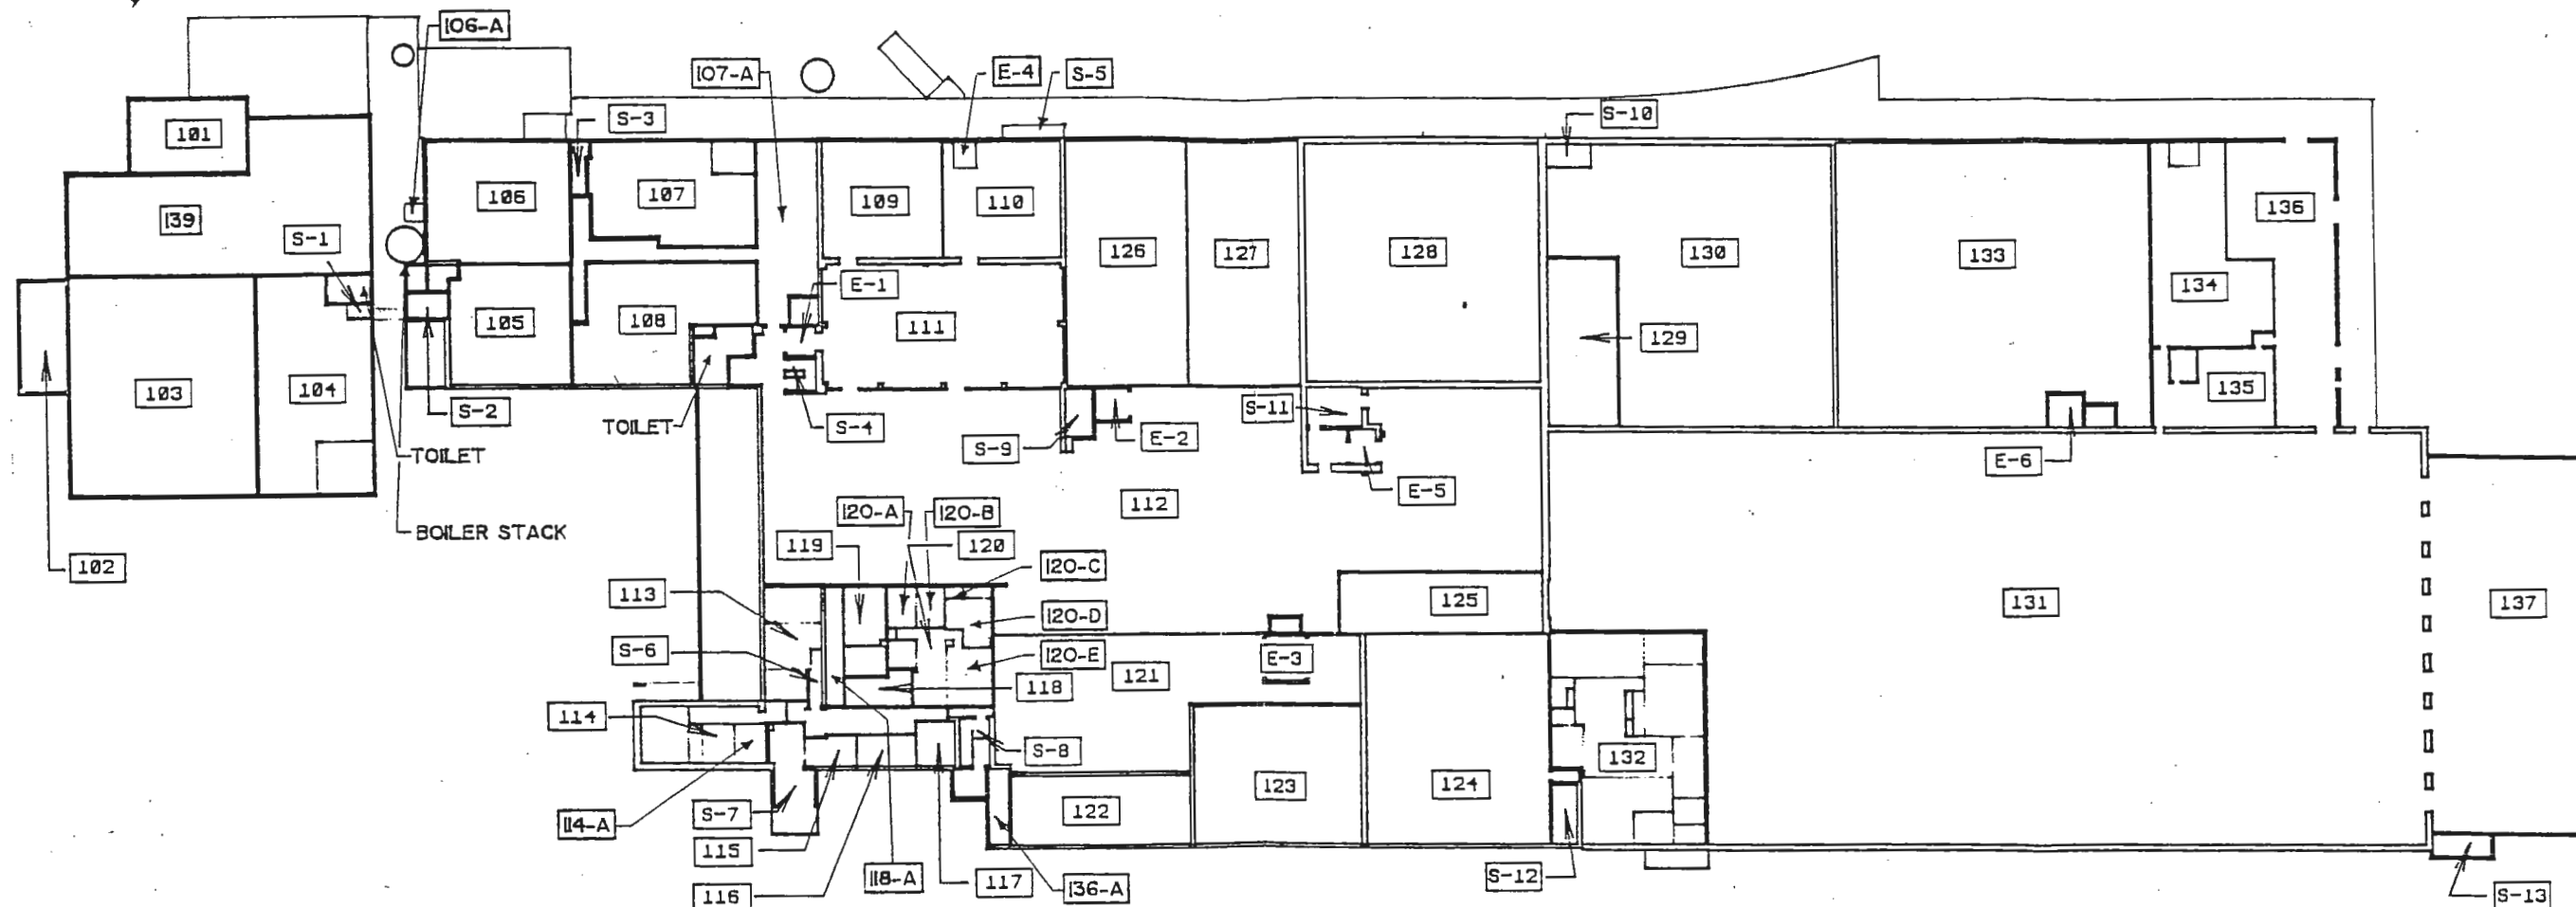 106-A
107-A
E-4
S-5
S-3
S-10
101
106
107
109
110
139
S-1
136
126
127
128
130
133
E-1
134
105
108
111
129
103
104
S-2
135
TOILET
S-4
S-11
S-9
E-2
TOILET
E-6
E-5
112
120-A
120-B
BOILER STACK
119
120
102
120-C
113
125
131
137
120-D
S-6
120-E
E-3
121
118
114
S-8
132
123
124
S-7
122
114-A
115
118-A
117
136-A
S-12
116
S-13